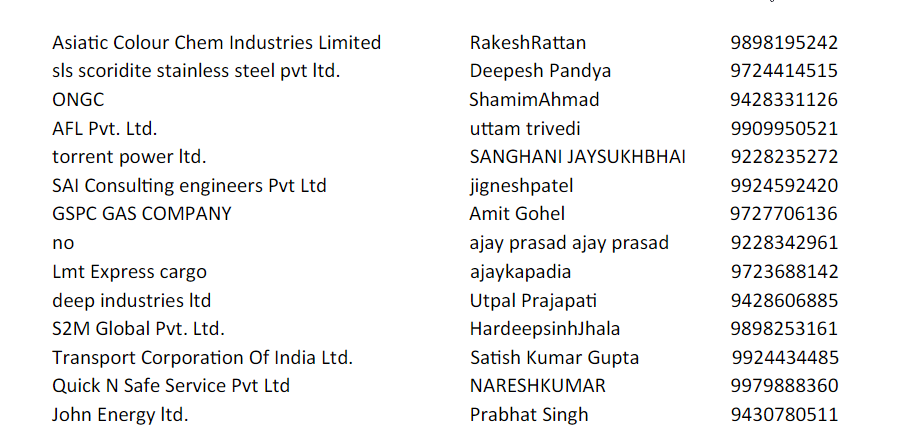 Asiatic Colour Chem Industries Limited RakeshRattan 9898195242
sls scoridite stainless steel pvt ltd. Deepesh Pandya 9724414515
ONGC ShamimAhmad 9428331126
AFL Pvt. Ltd. uttam trivedi 9909950521
torrent power ltd. SANGHANI JAYSUKHBHAI 9228235272
SAI Consulting engineers Pvt Ltd jigneshpatel 9924592420
GSPC GAS COMPANY Amit Gohel 9727706136
no ajay prasad ajay prasad 9228342961
Lmt Express cargo ajaykapadia 9723688142
deep industries ltd Utpal Prajapati 9428606885
S2M Global Pvt. Ltd. HardeepsinhJhala 9898253161
Transport Corporation Of India Ltd. Satish Kumar Gupta 9924434485
Quick N Safe Service Pvt Ltd NARESHKUMAR 9979888360
John Energy ltd. Prabhat Singh 9430780511